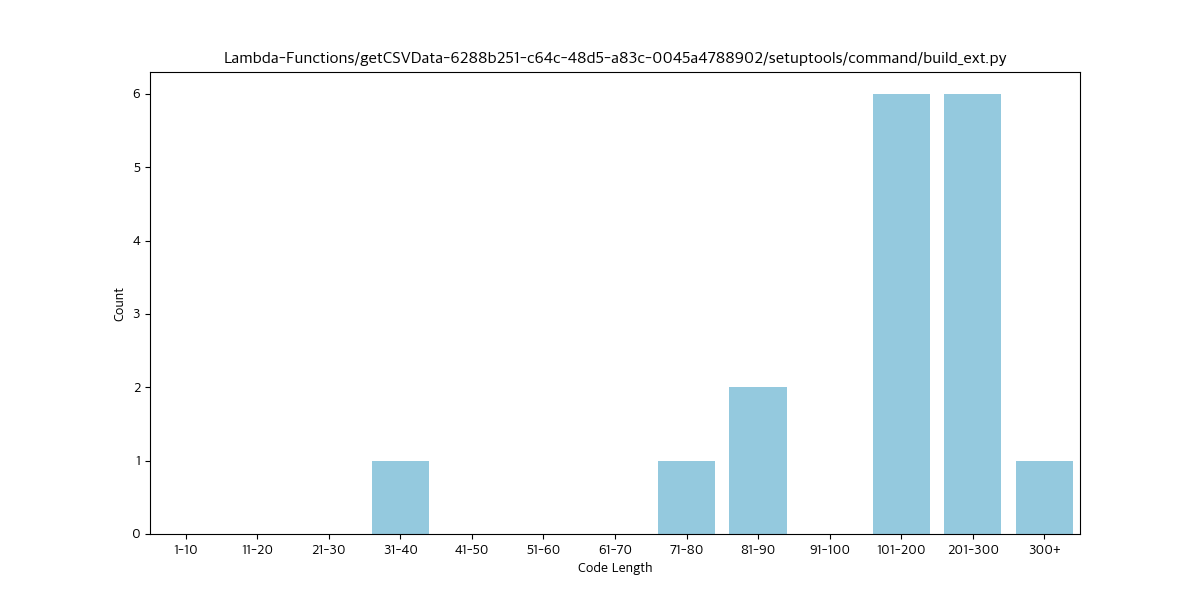 Lambda-Functions/getCSVData-6288b251-c64c-48d5-a83c-0045a4788902/setuptools/command/build_ext.py
6
5
4
3
2
1
0
Count
1-10 11-20 21-30 31-40 41-50 51-60 61-70 71-80 81-90 91-100 101-200 201-300 300+
Code Length